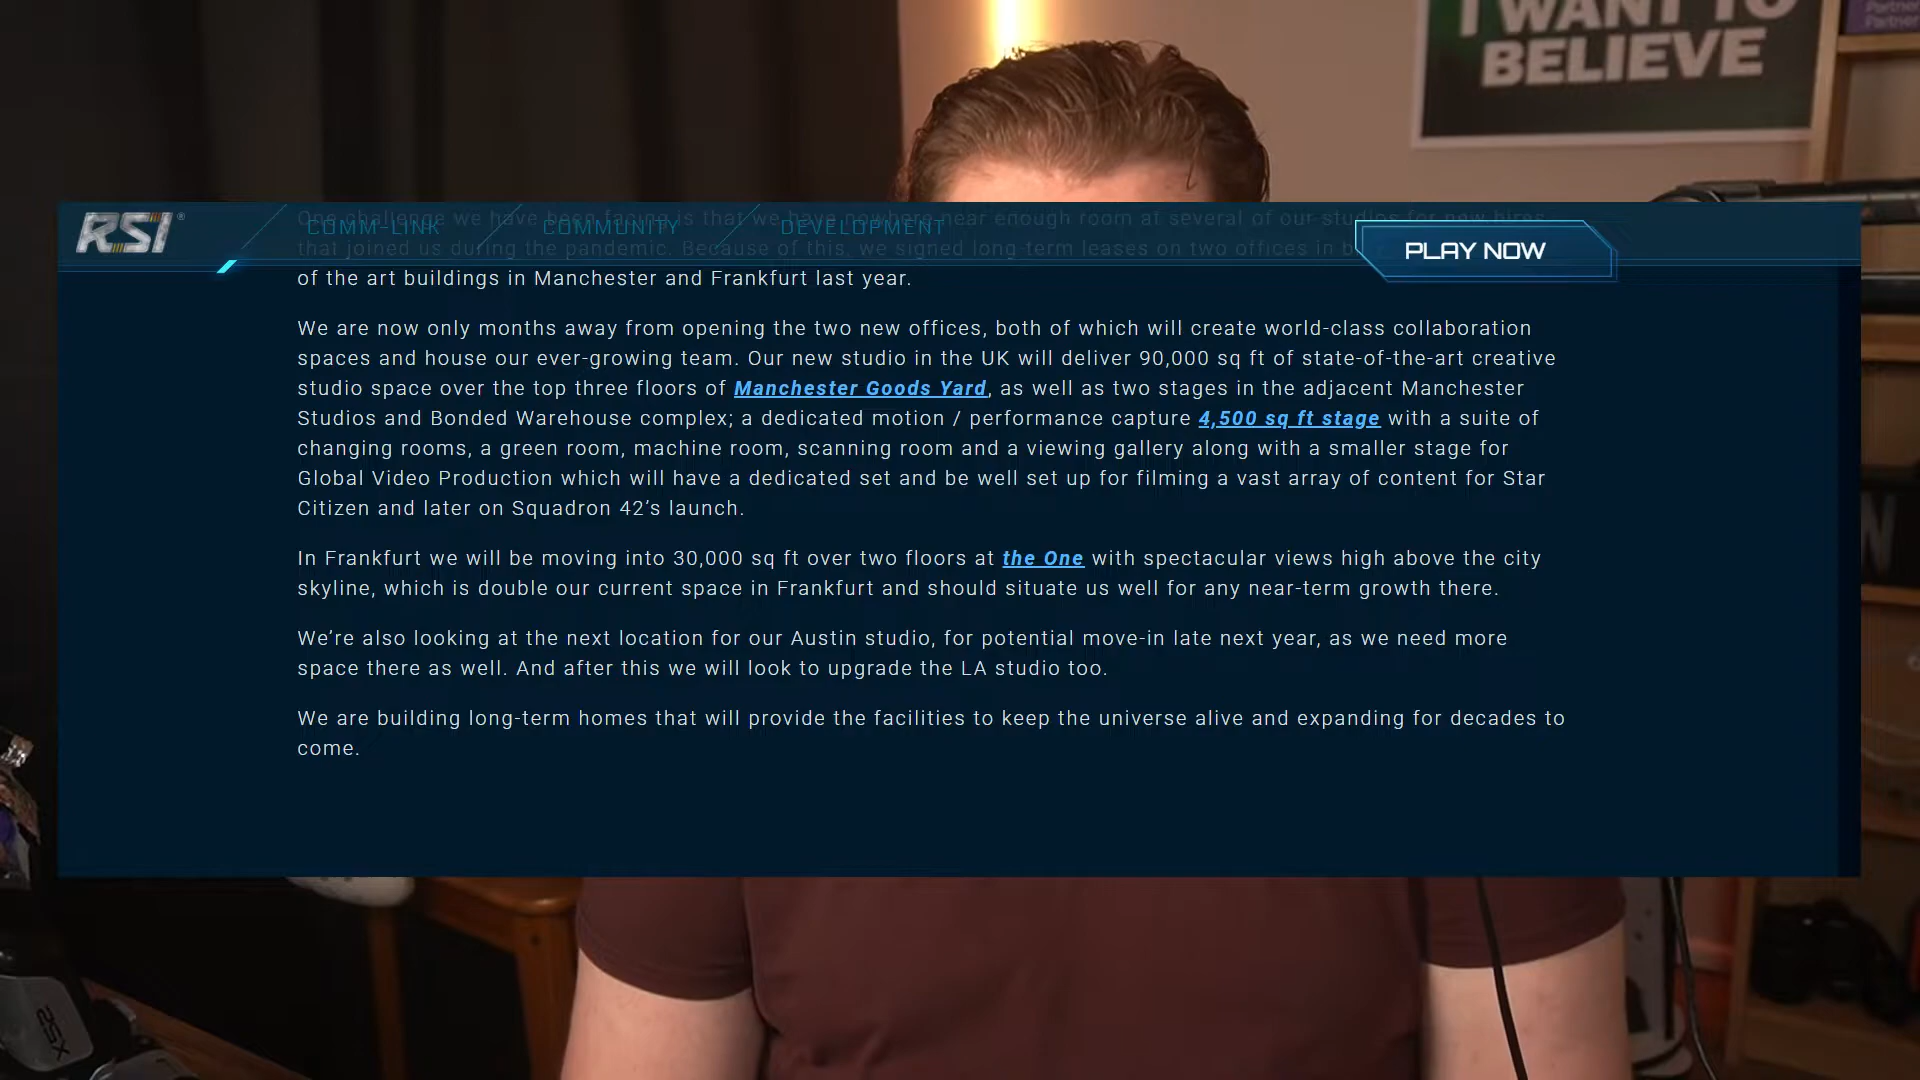 I WANT TO
BELIEVE
Partner
Partner
RSI®
COMM-LINK
COMMUNITY
DEVELOPMENT
PLAY NOW
One challenge we have been facing is that we have nowhere near enough room at several of our studios for new hires
that joined us during the pandemic. Because of this, we signed long-term leases on two offices in b
of the art buildings in Manchester and Frankfurt last year.
We are now only months away from opening the two new offices, both of which will create world-class collaboration
spaces and house our ever-growing team. Our new studio in the UK will deliver 90,000 sq ft of state-of-the-art creative
studio space over the top three floors of Manchester Goods Yard, as well as two stages in the adjacent Manchester
Studios and Bonded Warehouse complex; a dedicated motion / performance capture 4,500 sq ft stage with a suite of
changing rooms, a green room, machine room, scanning room and a viewing gallery along with a smaller stage for
Global Video Production which will have a dedicated set and be well set up for filming a vast array of content for Star
Citizen and later on Squadron 42’s launch.
In Frankfurt we will be moving into 30,000 sq ft over two floors at the One with spectacular views high above the city
skyline, which is double our current space in Frankfurt and should situate us well for any near-term growth there.
We’re also looking at the next location for our Austin studio, for potential move-in late next year, as we need more
space there as well. And after this we will look to upgrade the LA studio too.
We are building long-term homes that will provide the facilities to keep the universe alive and expanding for decades to
come.